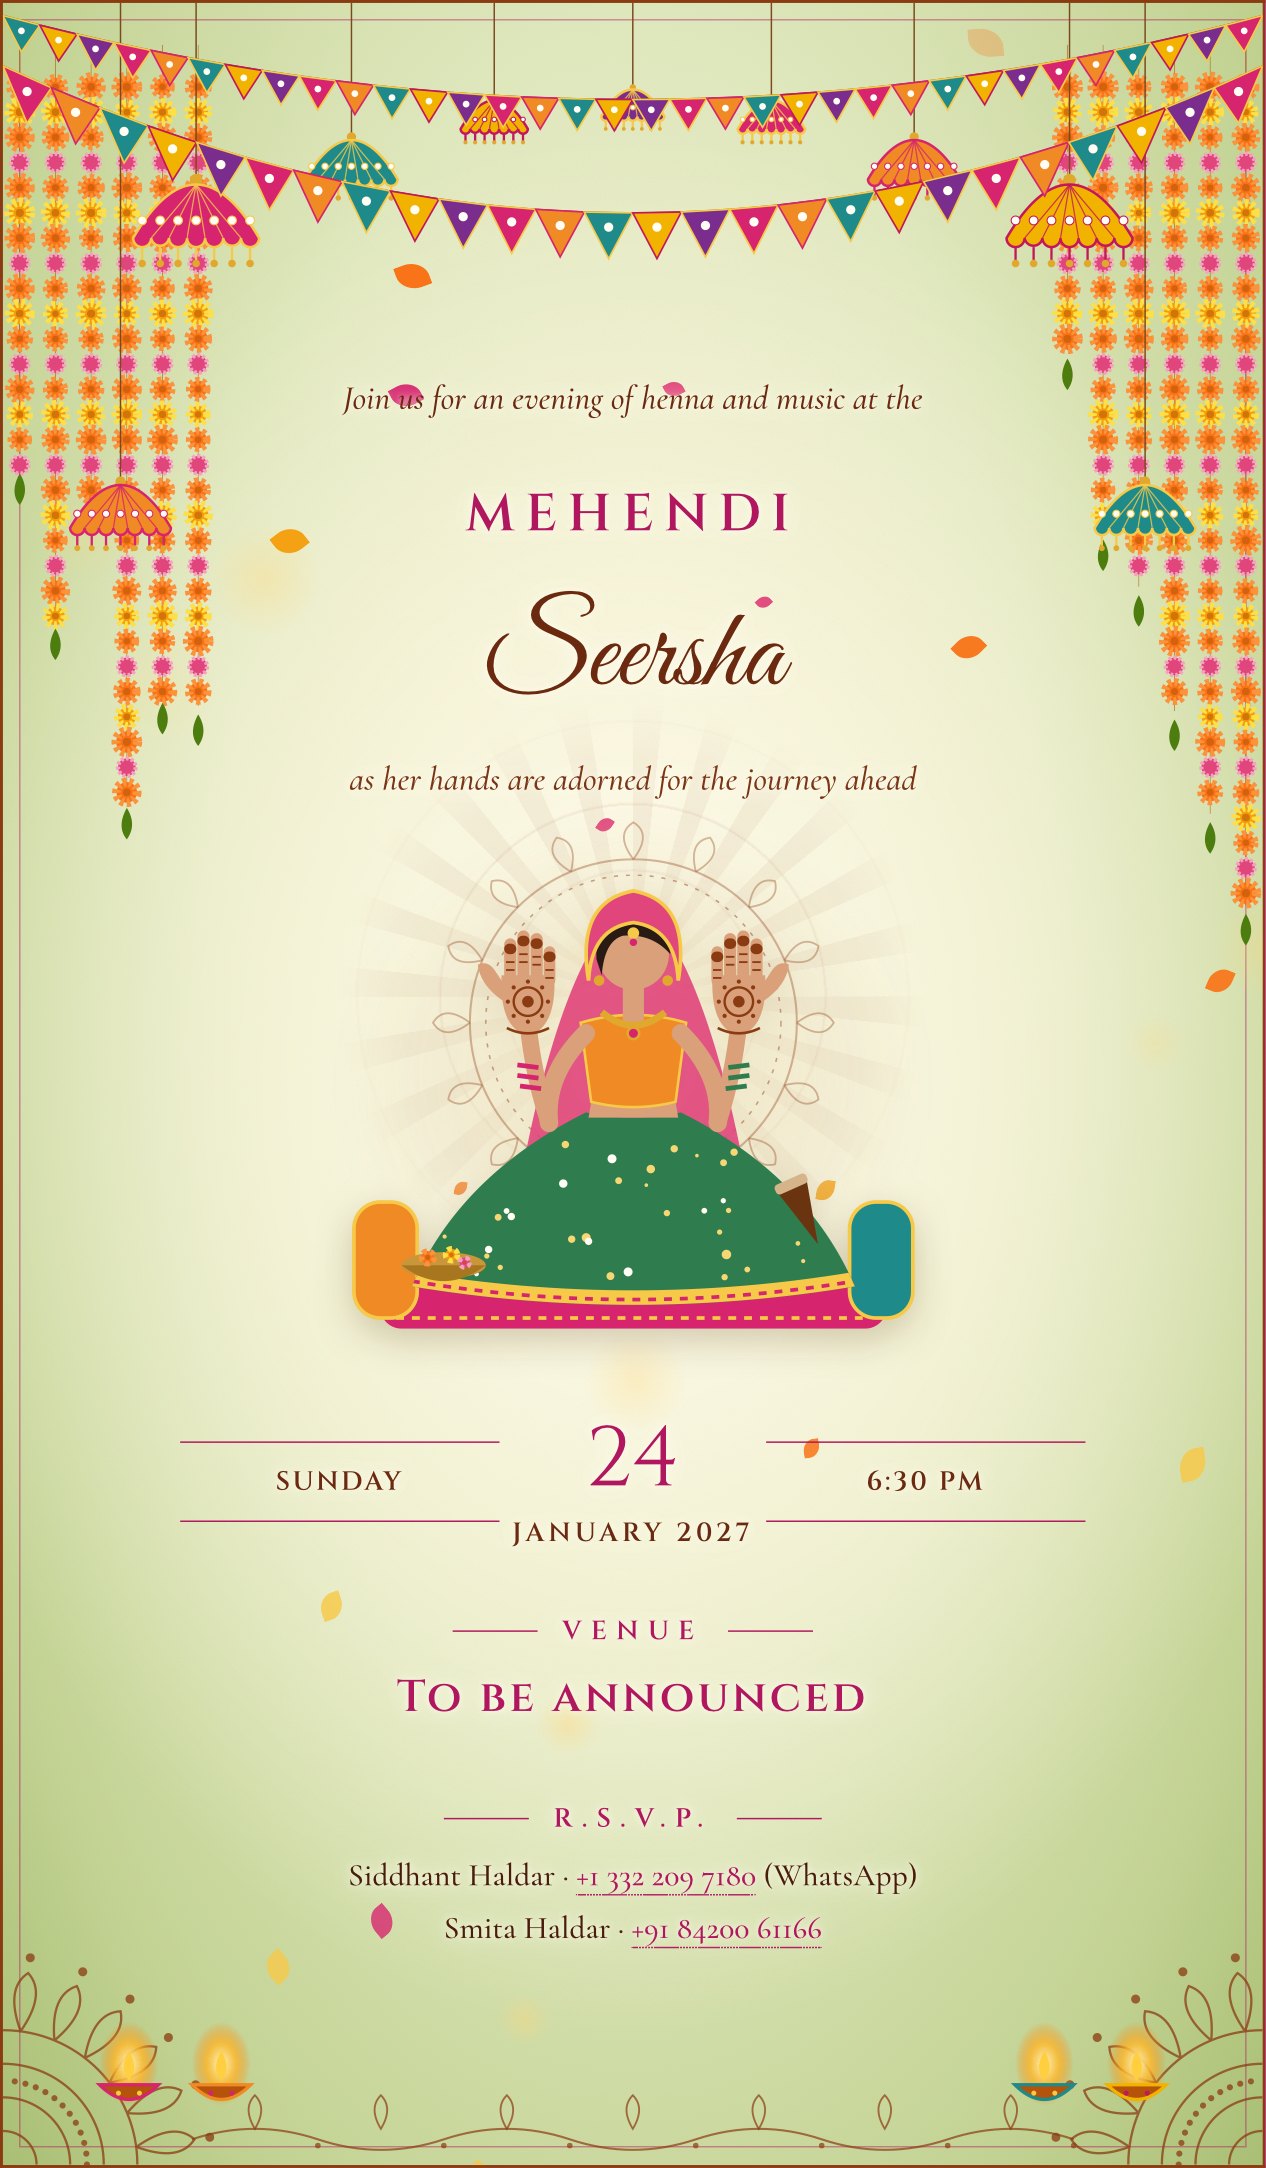 Join us for an evening of henna and music at the
MEHENDI
Seersha
as her hands are adorned for the journey ahead
SUNDAY
24
JANUARY 2027
6:30 PM
VENUE
To be announced
R.S.V.P.
Siddhant Haldar · +1 332 209 7180 (WhatsApp)
Smita Haldar · +91 84200 61166